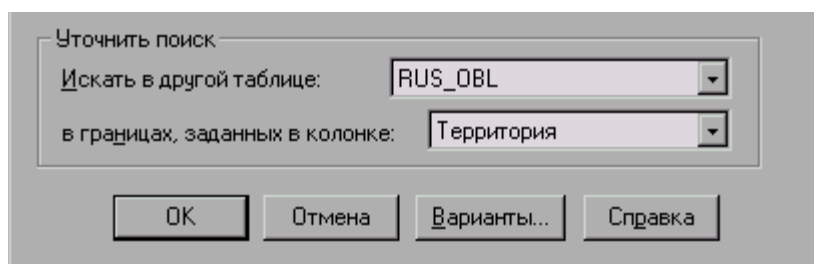 Уточнить поиск
Искать в другой таблице: RUS_OBL
в границах, заданных в колонке: Территория
OK Отмена Варианты... Справка